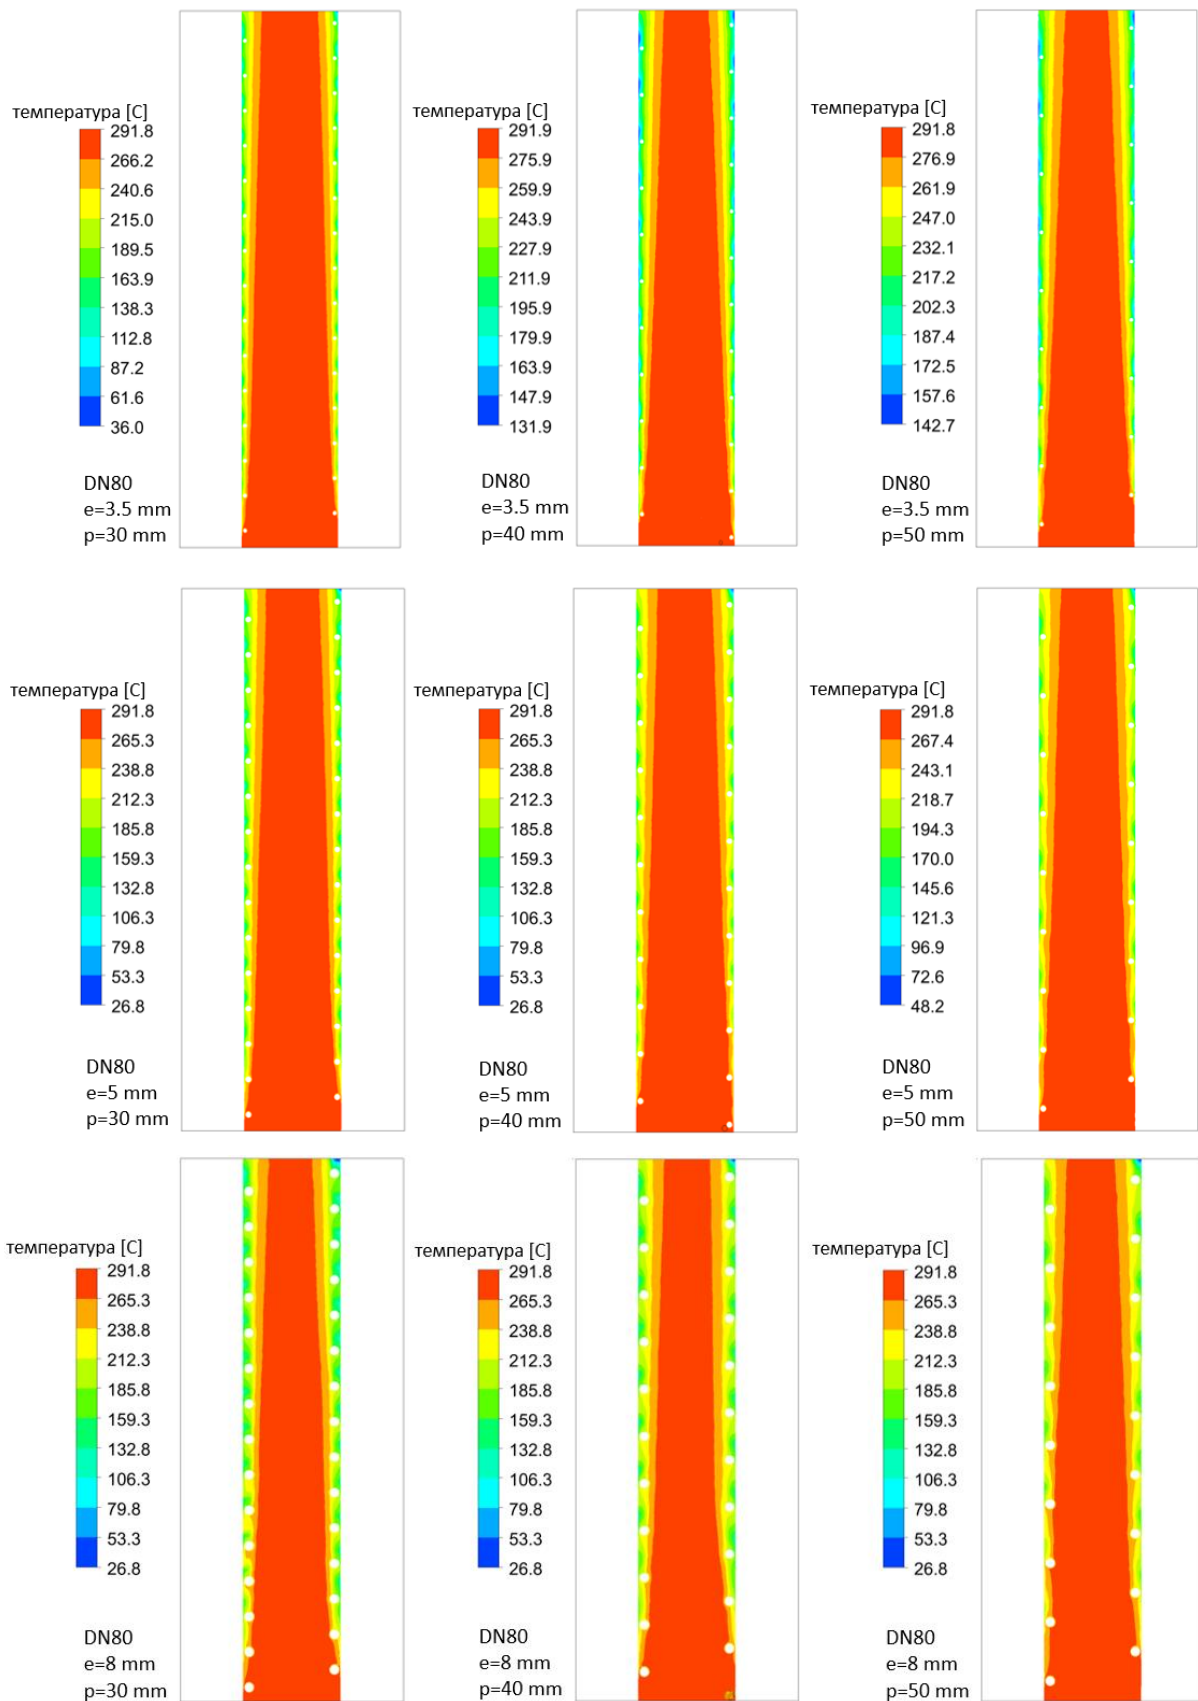 температура [C]
291.8
266.2
240.6
215.0
189.5
163.9
138.3
112.8
87.2
61.6
36.0
DN80
e=3.5 mm
p=30 mm
температура [C]
291.9
275.9
259.9
243.9
227.9
211.9
195.9
179.9
163.9
147.9
131.9
DN80
e=3.5 mm
p=40 mm
температура [C]
291.8
276.9
261.9
247.0
232.1
217.2
202.3
187.4
172.5
157.6
142.7
DN80
e=3.5 mm
p=50 mm
температура [C]
291.8
265.3
238.8
212.3
185.8
159.3
132.8
106.3
79.8
53.3
26.8
DN80
e=5 mm
p=30 mm
температура [C]
291.8
265.3
238.8
212.3
185.8
159.3
132.8
106.3
79.8
53.3
26.8
DN80
e=5 mm
p=40 mm
температура [C]
291.8
267.4
243.1
218.7
194.3
170.0
145.6
121.3
96.9
72.6
48.2
DN80
e=5 mm
p=50 mm
температура [C]
291.8
265.3
238.8
212.3
185.8
159.3
132.8
106.3
79.8
53.3
26.8
DN80
e=8 mm
p=30 mm
температура [C]
291.8
265.3
238.8
212.3
185.8
159.3
132.8
106.3
79.8
53.3
26.8
DN80
e=8 mm
p=40 mm
температура [C]
291.8
265.3
238.8
212.3
185.8
159.3
132.8
106.3
79.8
53.3
26.8
DN80
e=8 mm
p=50 mm